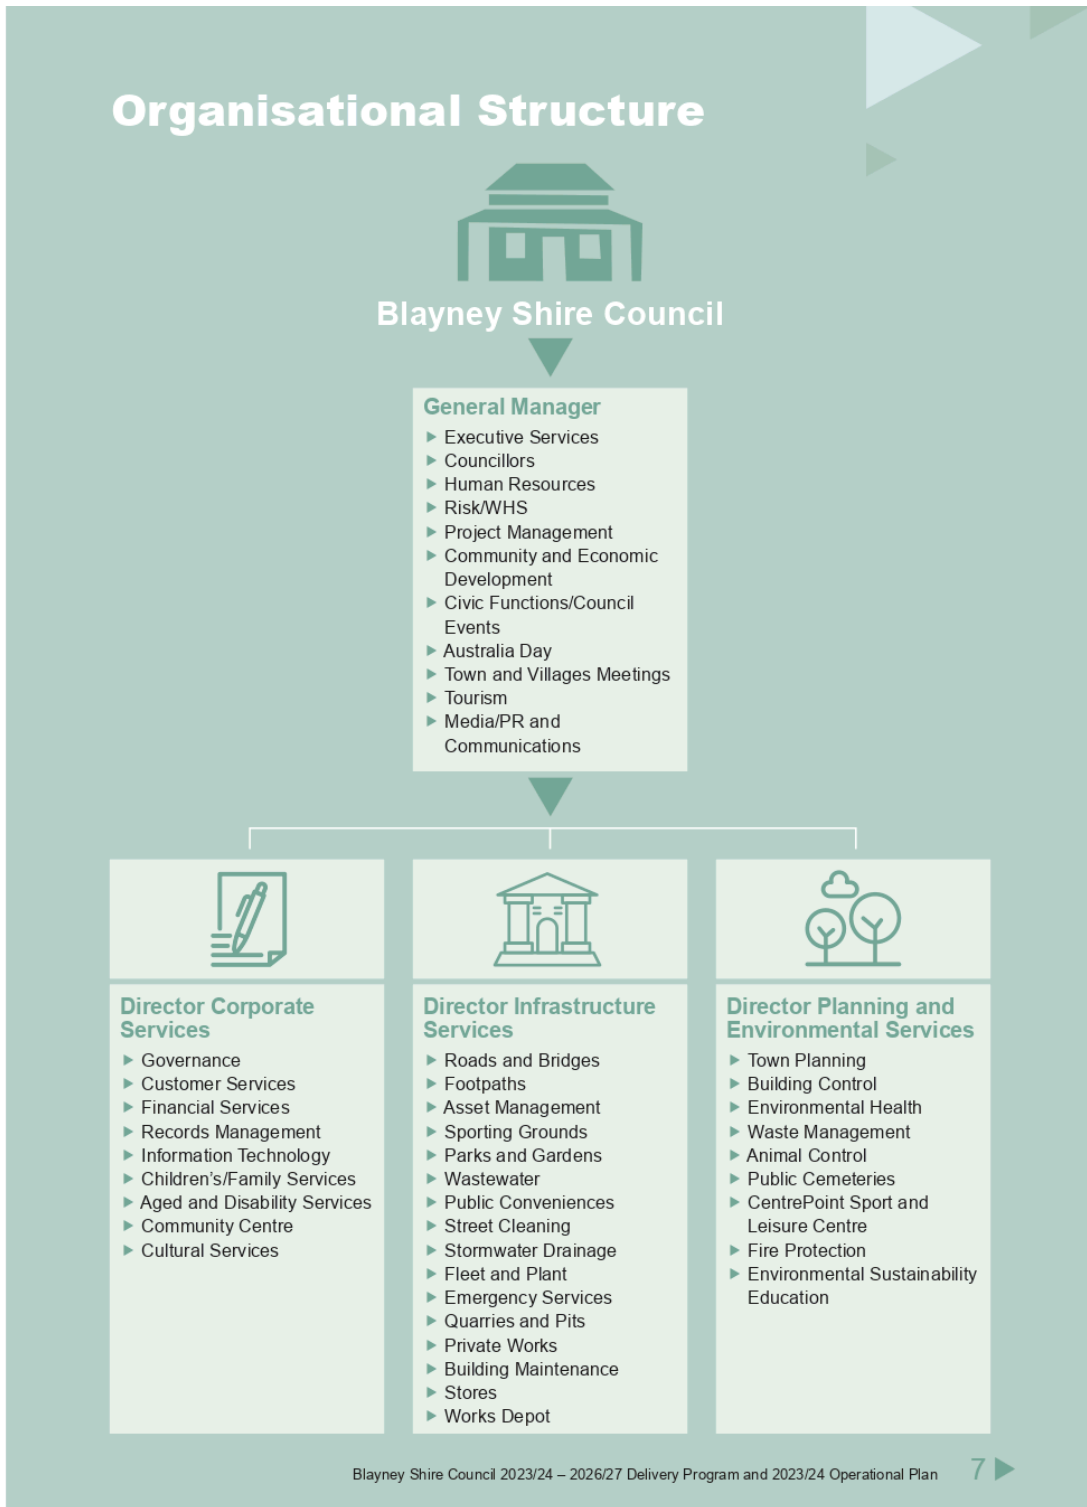 Organisational Structure
Blayney Shire Council
General Manager
Executive Services
Councillors
Human Resources
Risk/WHS
Project Management
Community and Economic
Development
Civic Functions/Council
Events
Australia Day
Town and Villages Meetings
Tourism
Media/PR and
Communications
Director Corporate
Services
Governance
Customer Services
Financial Services
Records Management
Information Technology
Children’s/Family Services
Aged and Disability Services
Community Centre
Cultural Services
Director Infrastructure
Services
Roads and Bridges
Footpaths
Asset Management
Sporting Grounds
Parks and Gardens
Wastewater
Public Conveniences
Street Cleaning
Stormwater Drainage
Fleet and Plant
Emergency Services
Quarries and Pits
Private Works
Building Maintenance
Stores
Works Depot
Director Planning and
Environmental Services
Town Planning
Building Control
Environmental Health
Waste Management
Animal Control
Public Cemeteries
CentrePoint Sport and
Leisure Centre
Fire Protection
Environmental Sustainability
Education
Blayney Shire Council 2023/24 – 2026/27 Delivery Program and 2023/24 Operational Plan 7